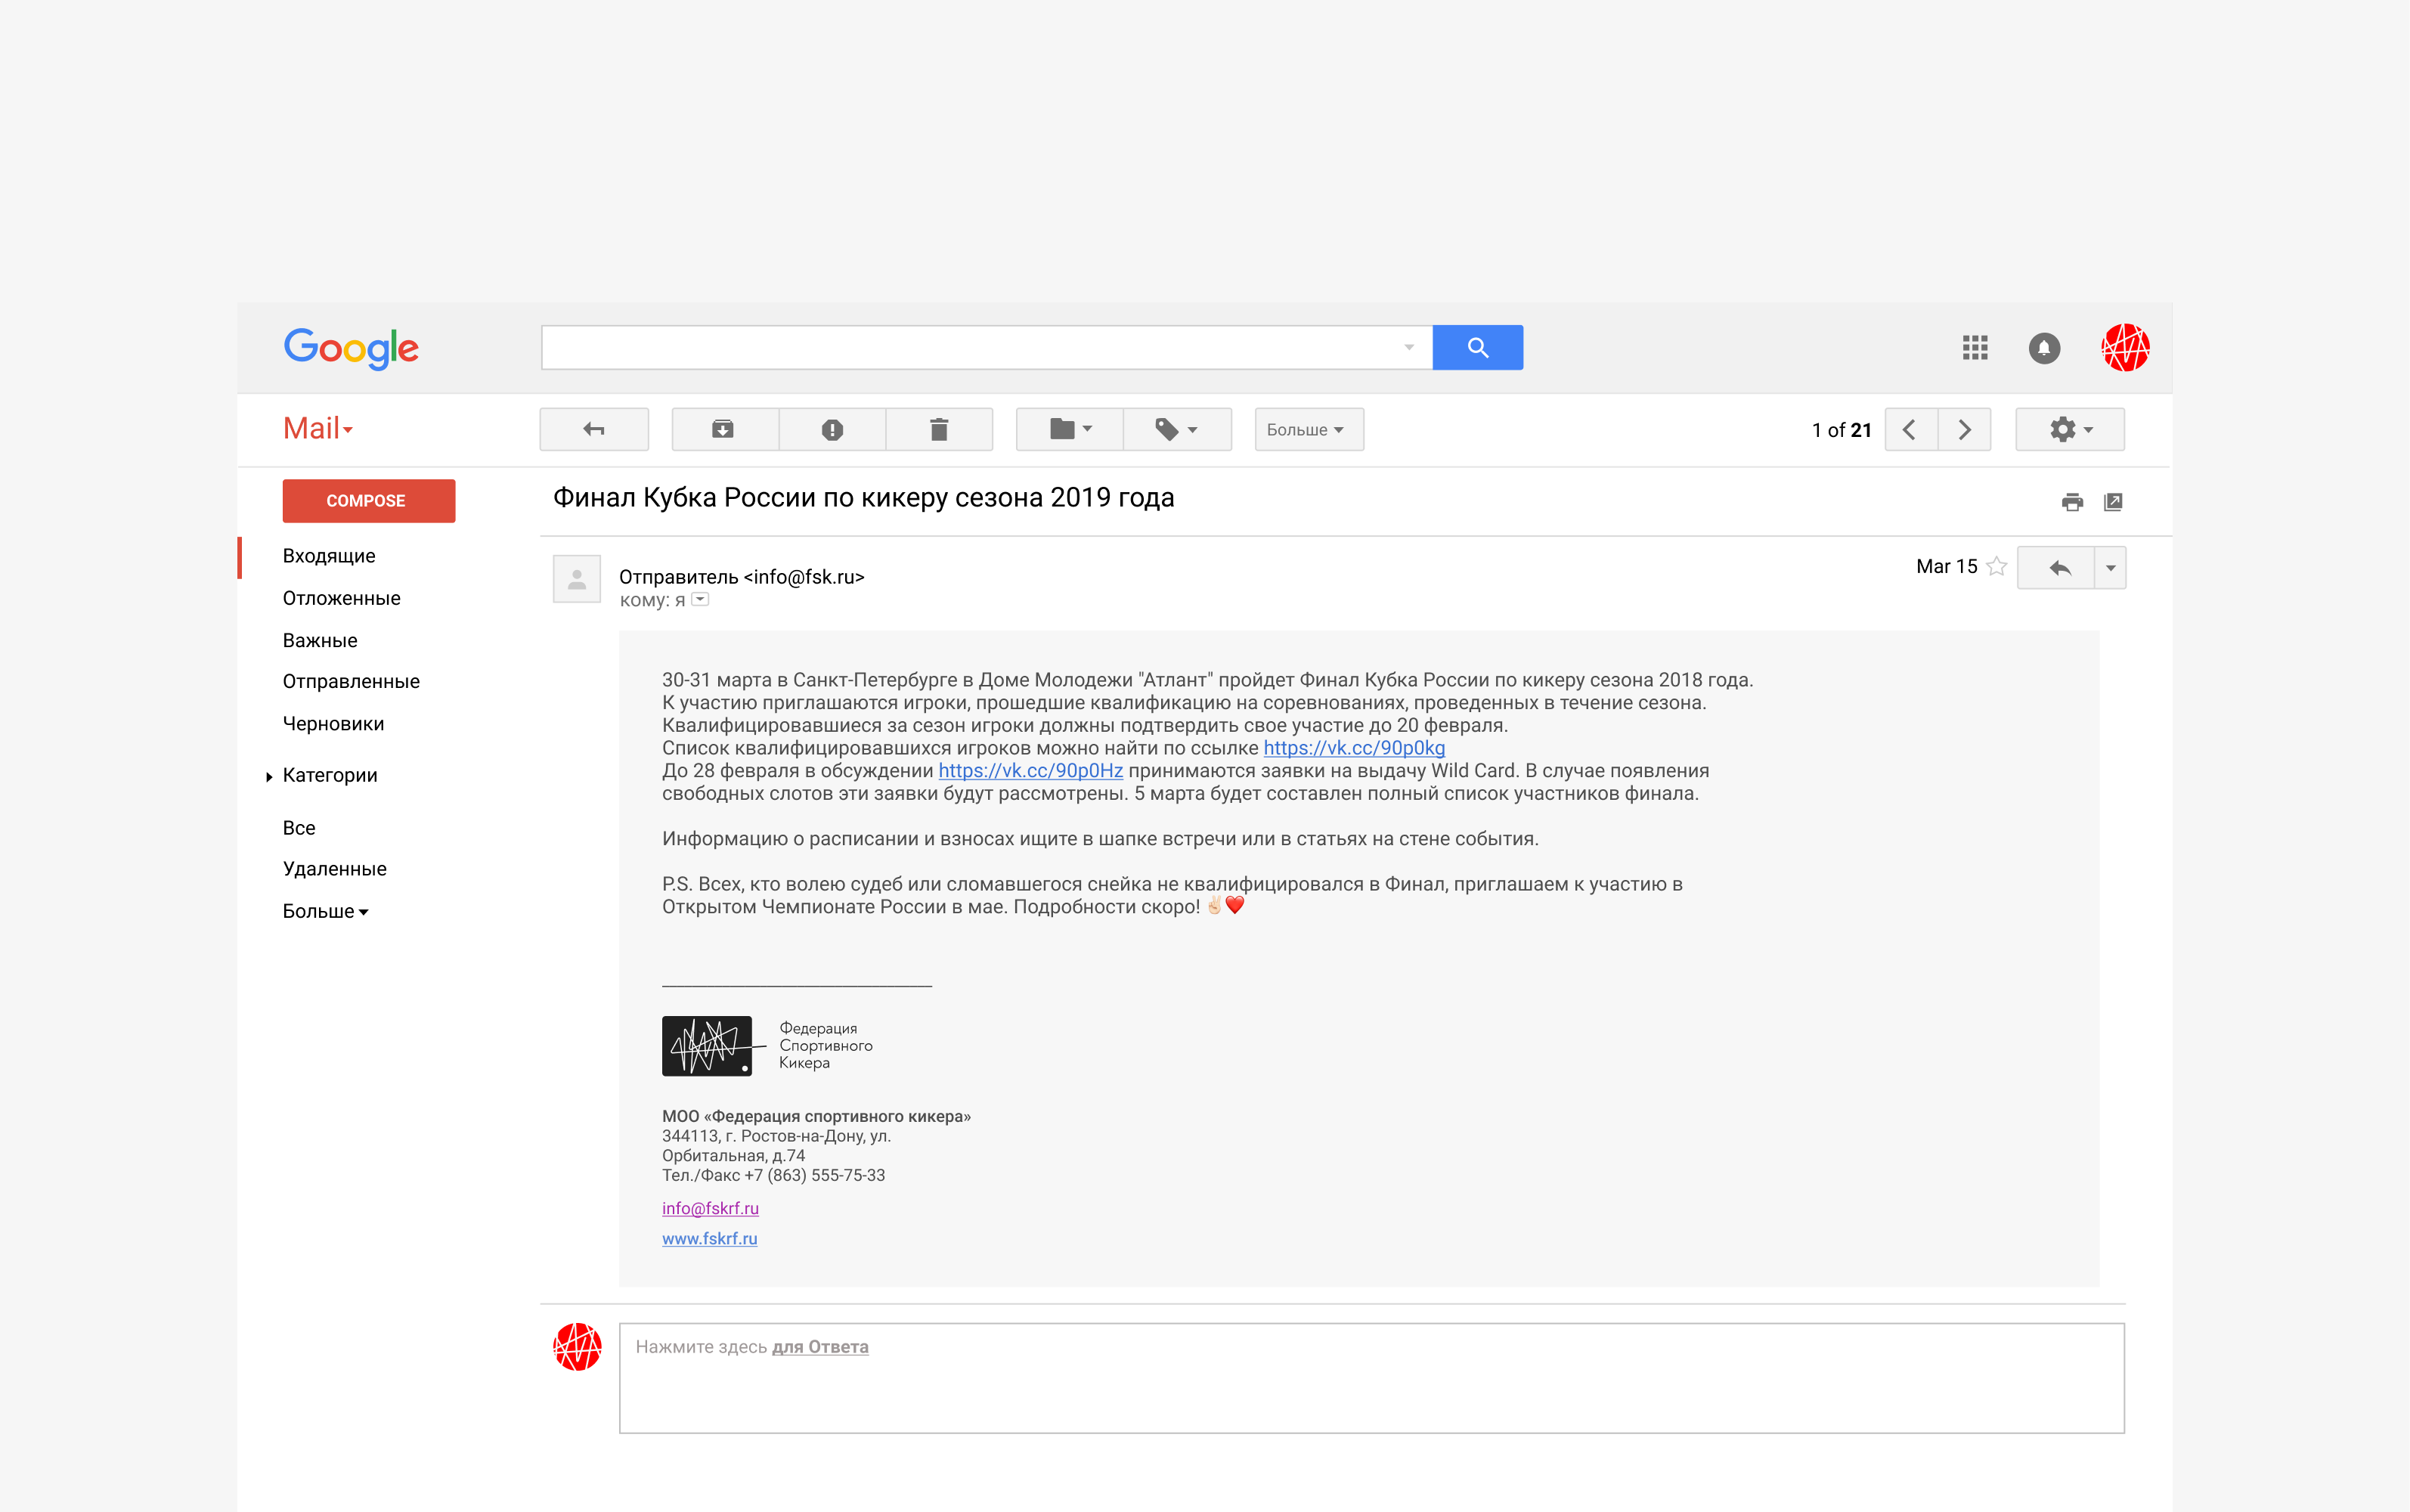 Google
Mail
Больше
1 of 21
COMPOSE
Финал Кубка России по кикеру сезона 2019 года
Входящие
Отложенные
Важные
Отправленные
Черновики
Категории
Все
Удаленные
Больше
Отправитель <info@fsk.ru>
кому: я
Mar 15
30-31 марта в Санкт-Петербурге в Доме Молодежи "Атлант" пройдет Финал Кубка России по кикеру сезона 2018 года.
К участию приглашаются игроки, прошедшие квалификацию на соревнованиях, проведенных в течение сезона.
Квалифицировавшиеся за сезон игроки должны подтвердить свое участие до 20 февраля.
Список квалифицировавшихся игроков можно найти по ссылке https://vk.cc/90p0kg
До 28 февраля в обсуждении https://vk.cc/90p0Hz принимаются заявки на выдачу Wild Card. В случае появления
свободных слотов эти заявки будут рассмотрены. 5 марта будет составлен полный список участников финала.
Информацию о расписании и взносах ищите в шапке встречи или в статьях на стене события.
P.S. Всех, кто волею судеб или сломавшегося снейка не квалифицировался в Финал, приглашаем к участию в
Открытом Чемпионате России в мае. Подробности скоро! ✌🏻❤️
Федерация
Спортивного
Кикера
МОО «Федерация спортивного кикера»
344113, г. Ростов-на-Дону, ул.
Орбитальная, д.74
Тел./Факс +7 (863) 555-75-33
info@fskrf.ru
www.fskrf.ru
Нажмите здесь для Ответа